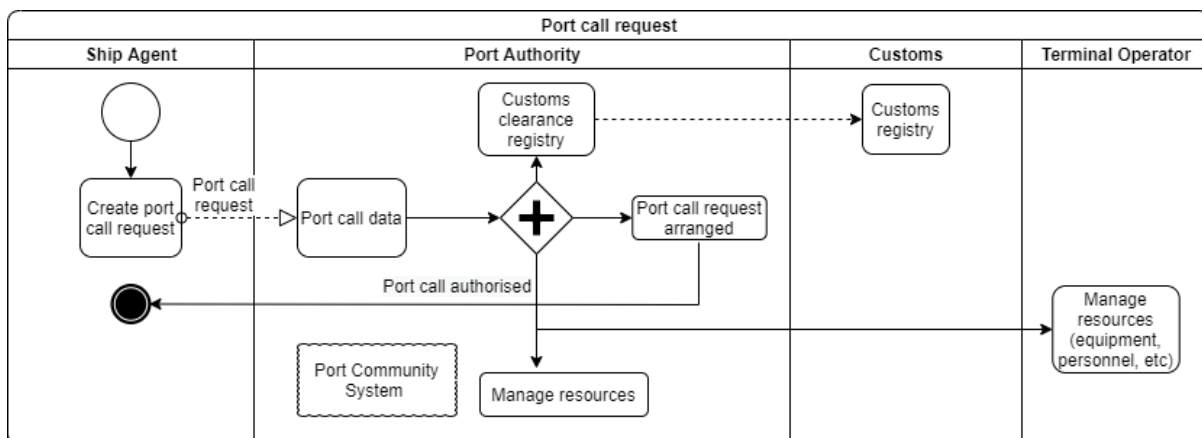 Port call request
Ship Agent
Port Authority
Customs
Terminal Operator
Customs
clearance
registry
Customs
registry
Create port
call request
Port call
request
Port call data
Port call request
arranged
Port call authorised
Manage
resources
(equipment,
personnel, etc)
Port Community
System
Manage resources